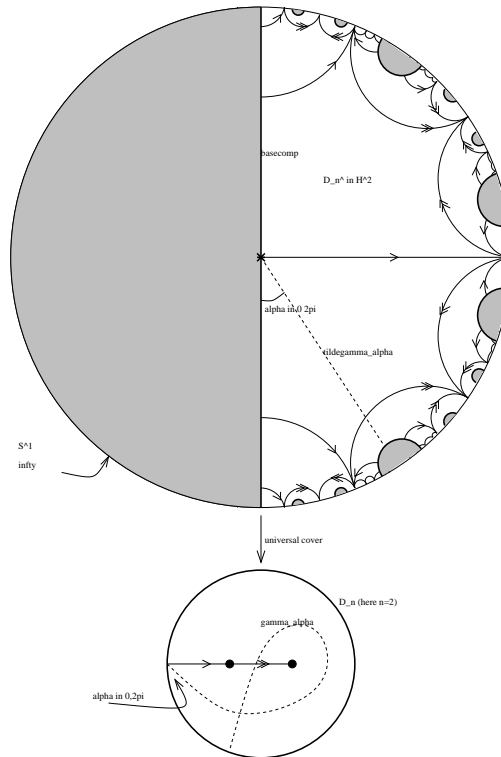 basecomp
D_n^ in H^2
alpha in 0 2pi
tildegamma_alpha
S^1
infty
universal cover
D_n (here n=2)
gamma_alpha
alpha in 0,2pi